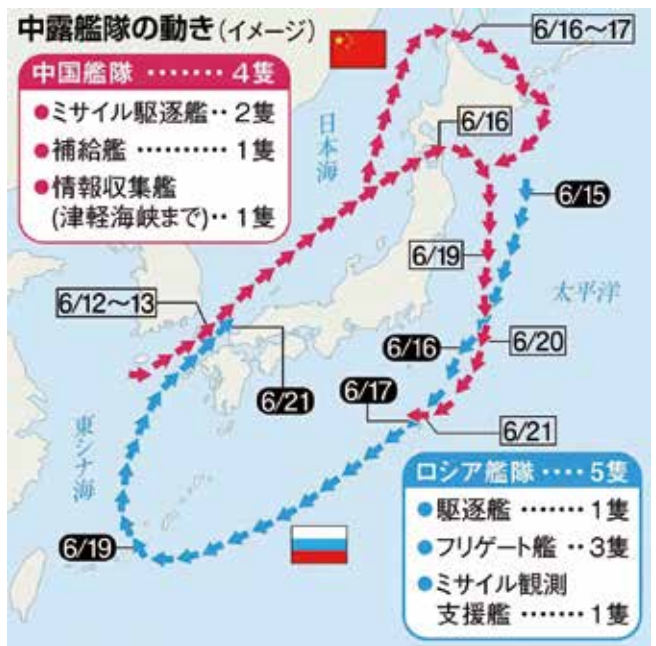 中露艦隊の動き(イメージ)
中国艦隊 ‥‥‥‥ 4隻
●ミサイル駆逐艦‥ 2隻
●補給艦 ‥‥‥‥‥ 1隻
●情報収集艦
(津軽海峡まで)‥ 1隻
日本海
6/16〜17
6/16
6/15
6/19
太平洋
6/12〜13
6/16
6/20
6/17
6/21
6/21
東シナ海
6/19
ロシア艦隊 ‥‥ 5隻
●駆逐艦 ‥‥‥‥ 1隻
●フリゲート艦 ‥3隻
●ミサイル観測
支援艦 ‥‥‥‥ 1隻